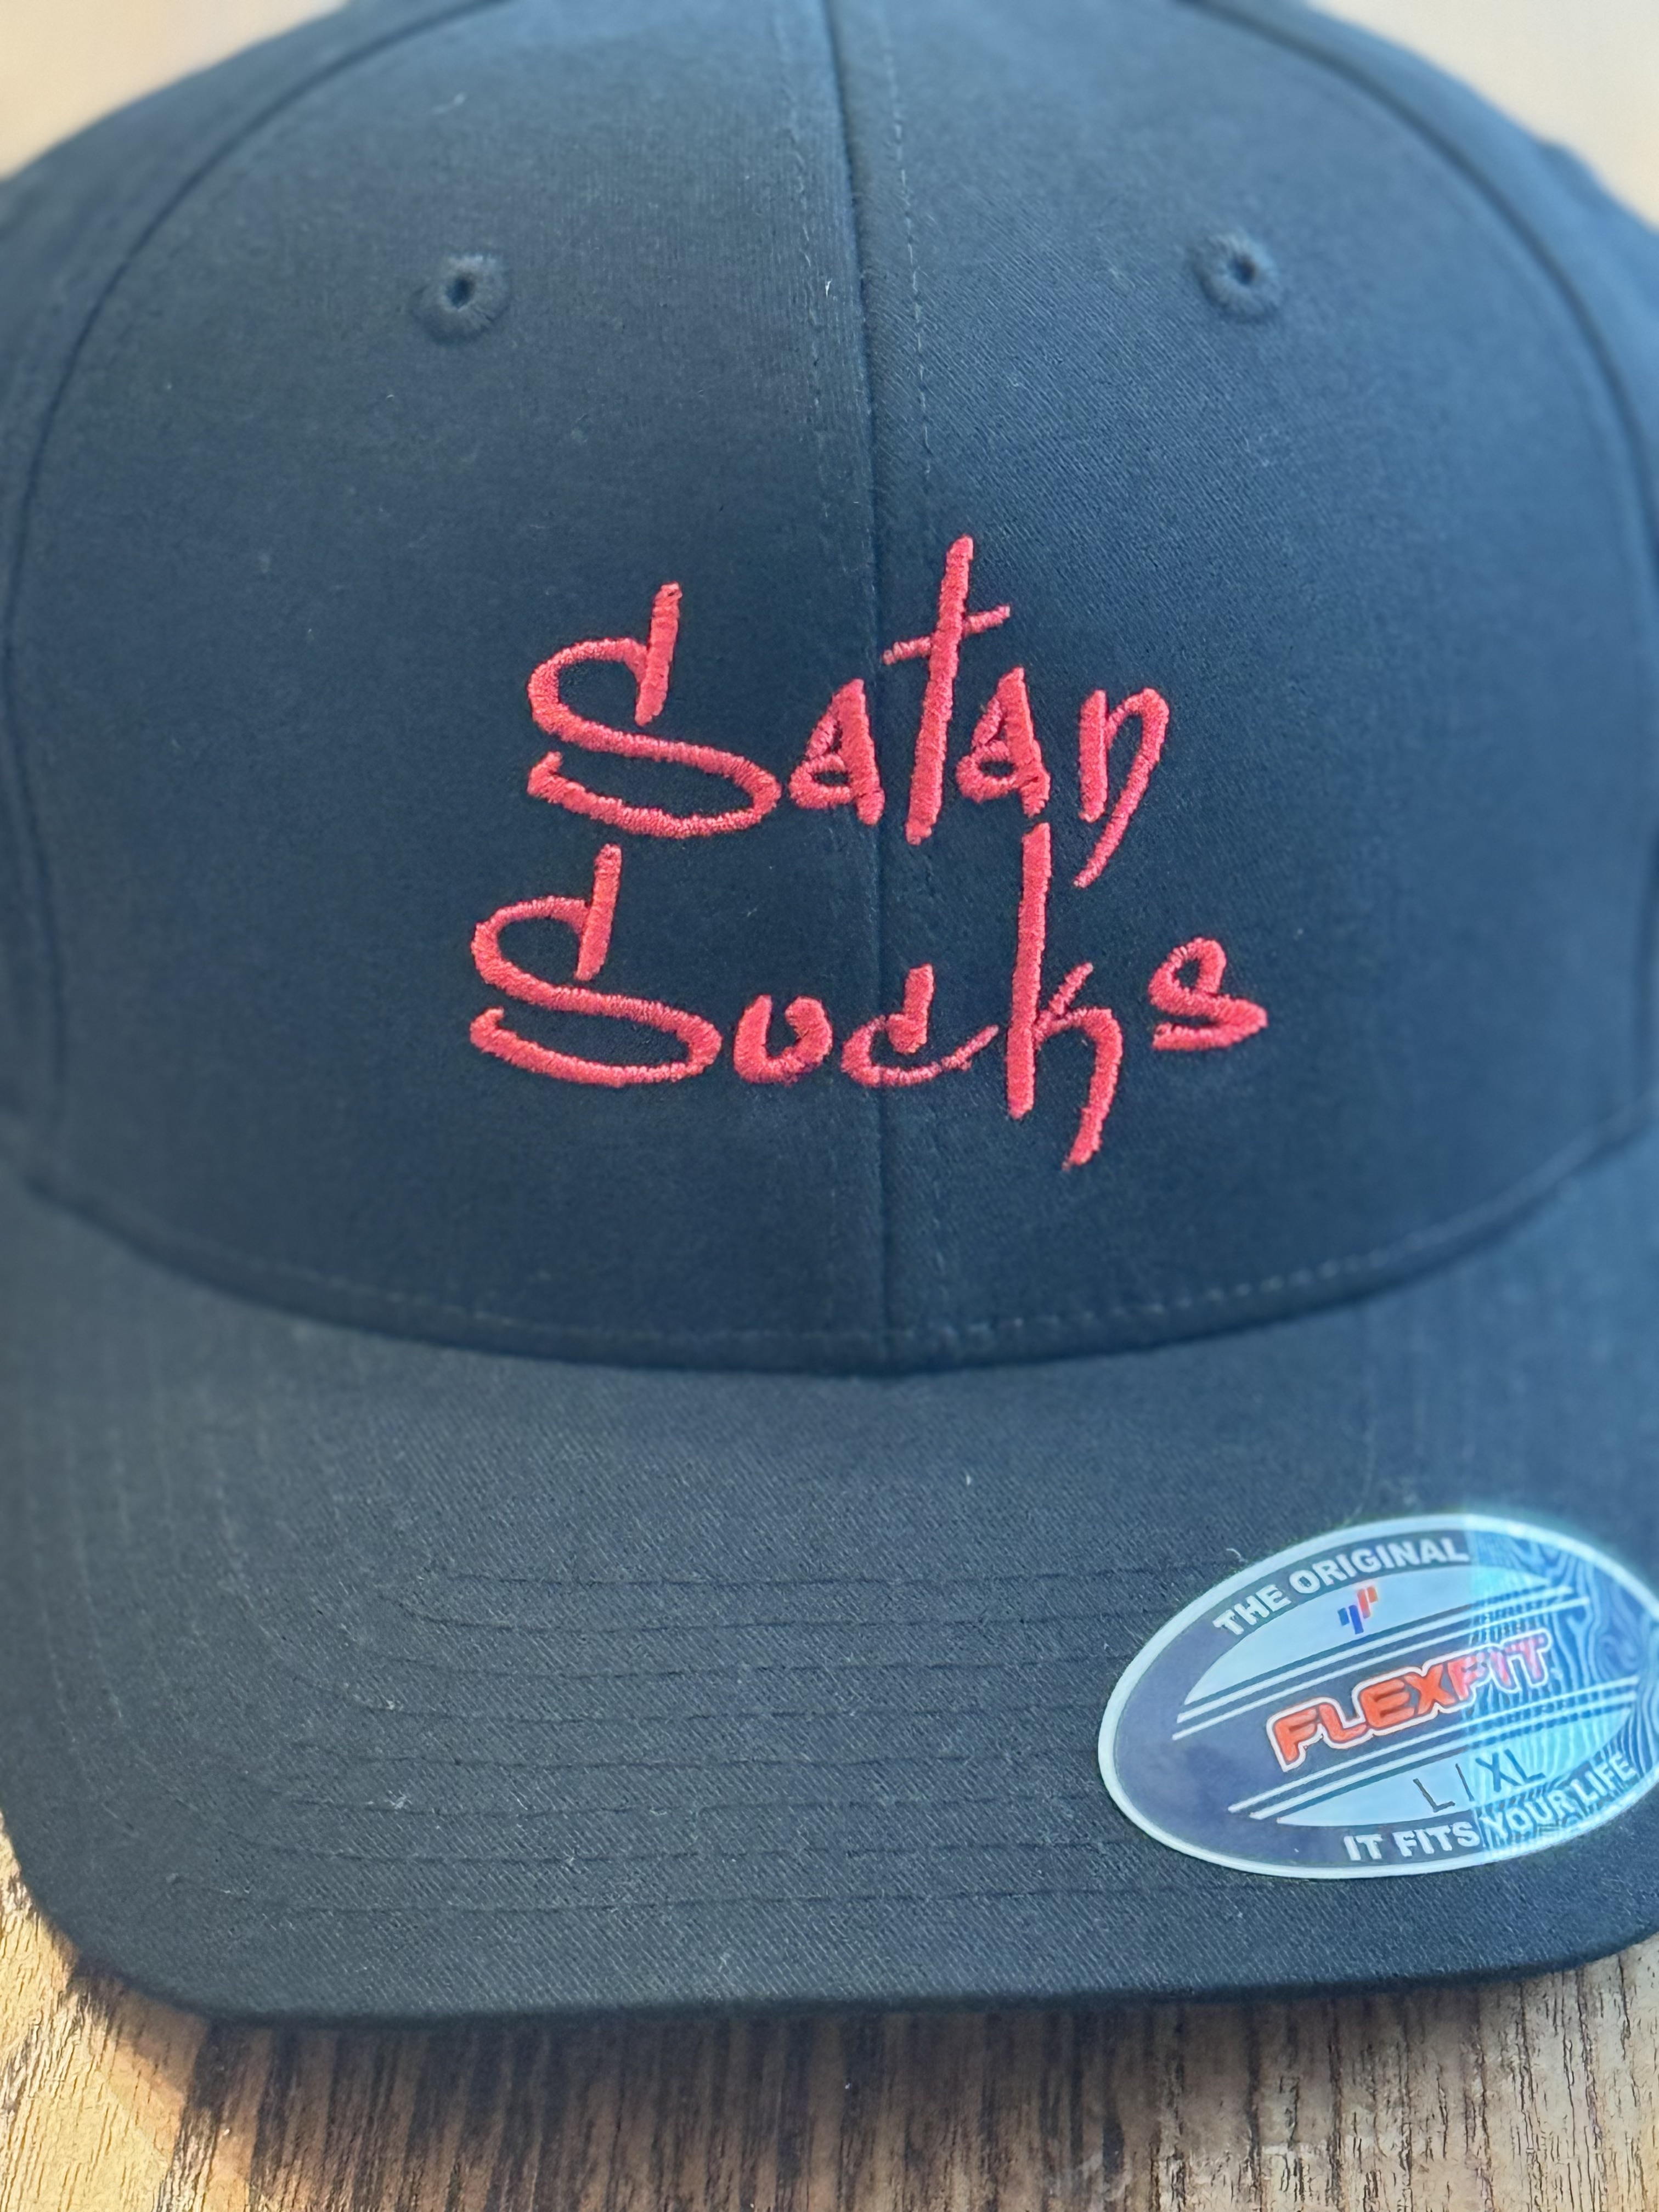 Satan
Sucks
THE ORIGINAL
FLEXFIT
L | XL
IT FITS YOUR LIFE